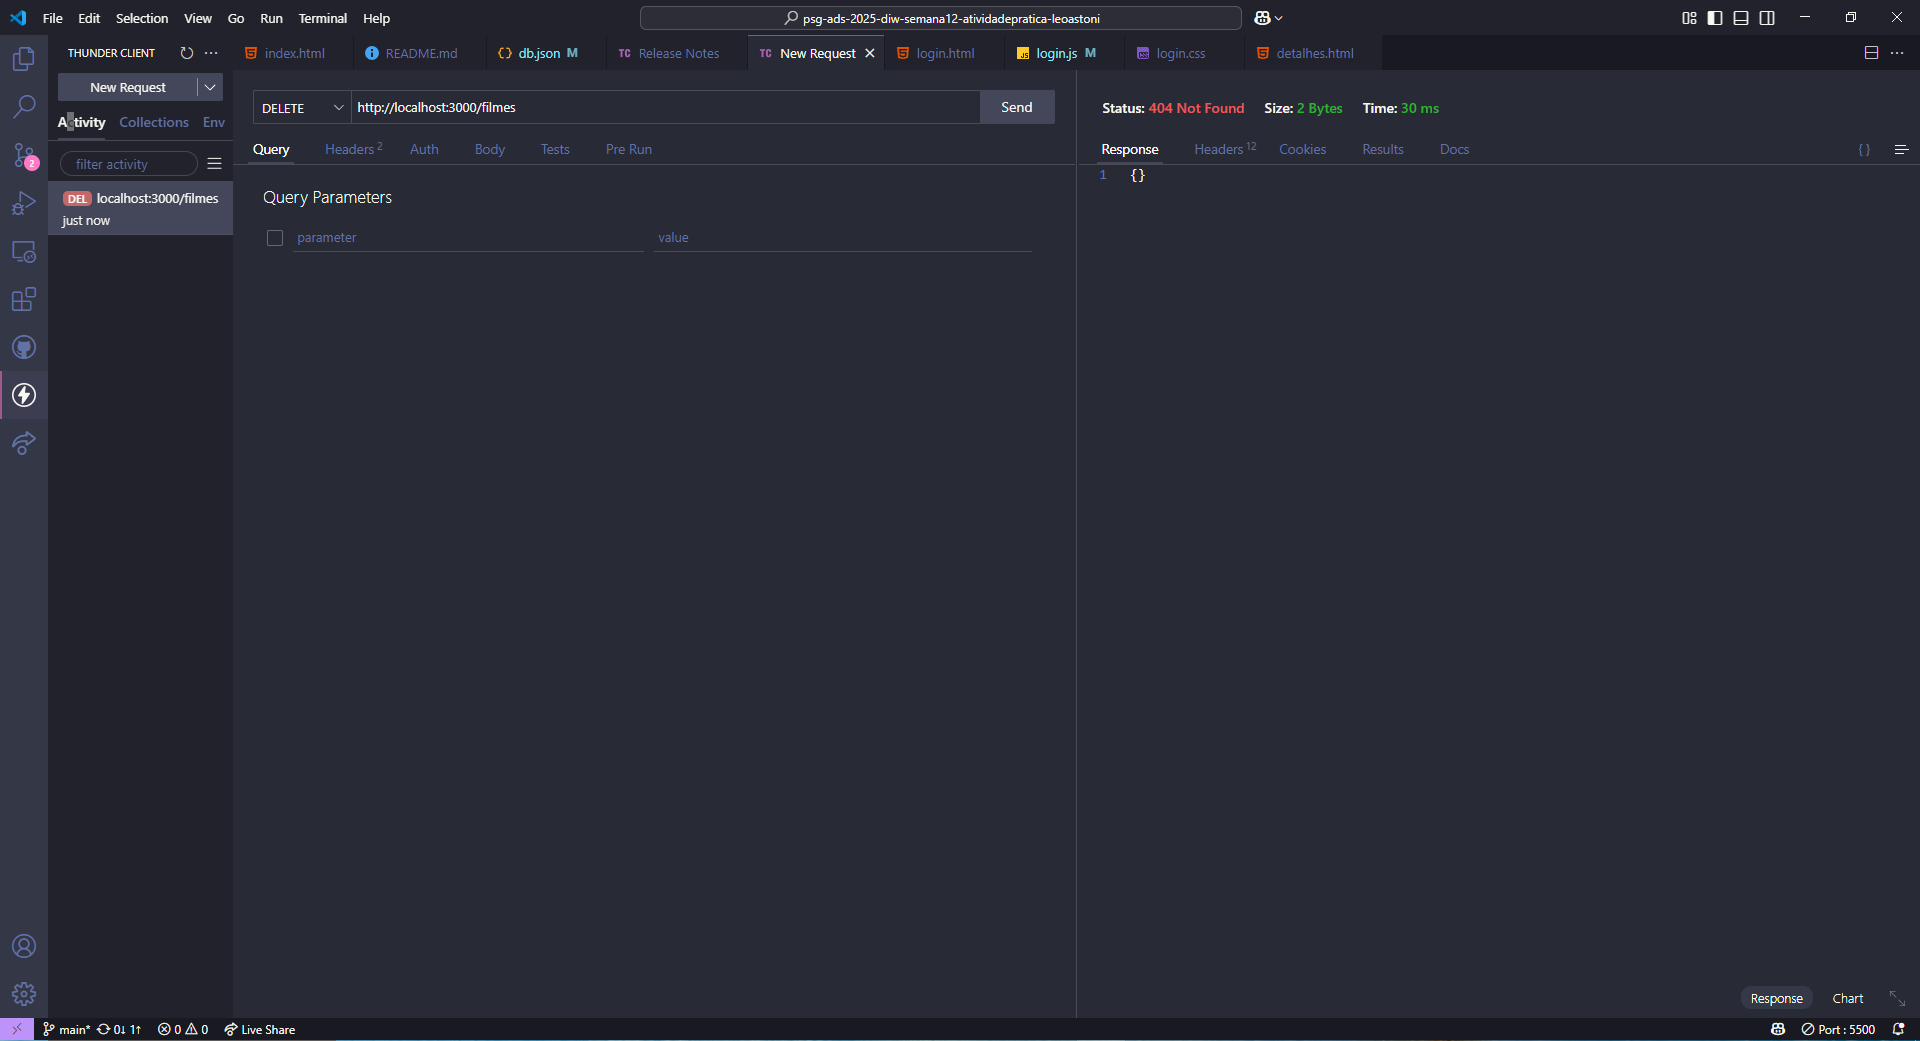 File Edit Selection View Go Run Terminal Help
psg-ads-2025-diw-semana12-atividadepratica-leoastoni
THUNDER CLIENT
index.html README.md {} db.json M TC Release Notes TC New Request login.html JS login.js M login.css detalhes.html
New Request
DELETE http://localhost:3000/filmes Send
Status: 404 Not Found Size: 2 Bytes Time: 30 ms
Activity Collections Env
Query Headers 2 Auth Body Tests Pre Run
Response Headers 12 Cookies Results Docs {}
filter activity
1 {}
DEL localhost:3000/filmes
just now
Query Parameters
parameter value
2
Response Chart
main* 0↓ 1↑ 0 0 Live Share
Port : 5500